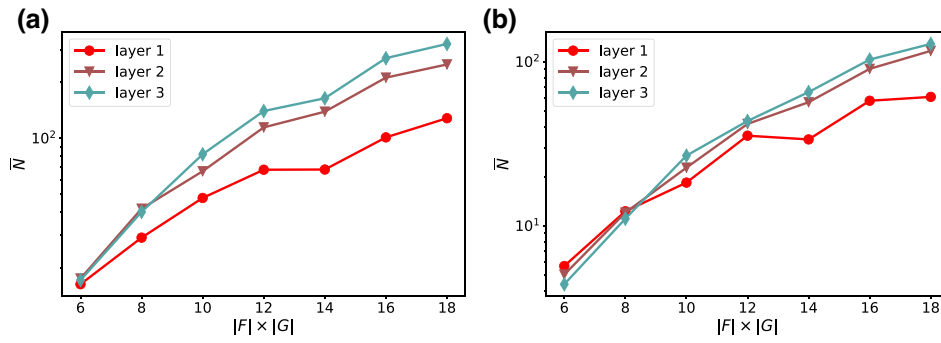 (a)
layer 1
layer 2
layer 3
10²
N̅
6 8 10 12 14 16 18
|F| × |G|
(b)
layer 1
layer 2
layer 3
10²
10¹
N̅
6 8 10 12 14 16 18
|F| × |G|